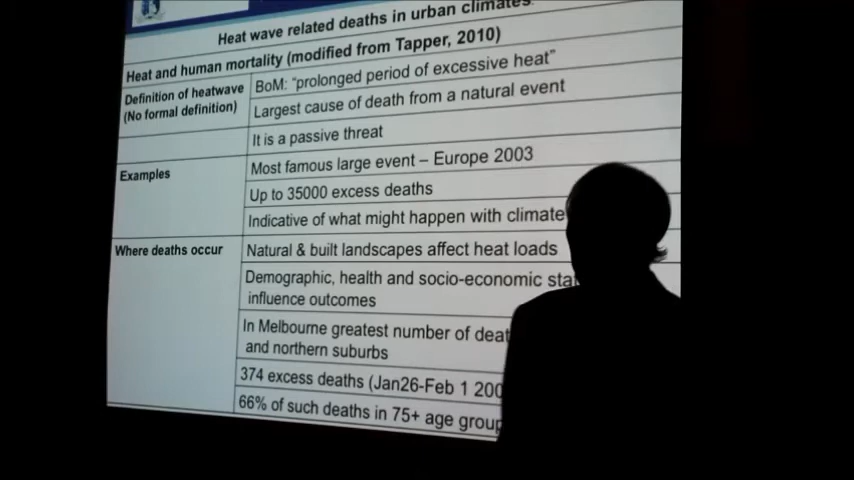 Heat wave related deaths in urban climates
Heat and human mortality (modified from Tapper, 2010)
Definition of heatwave
(No formal definition)
BoM: “prolonged period of excessive heat”
Largest cause of death from a natural event
It is a passive threat
Examples
Most famous large event – Europe 2003
Up to 35000 excess deaths
Indicative of what might happen with climate
Where deaths occur
Natural & built landscapes affect heat loads
Demographic, health and socio-economic
influence outcomes
In Melbourne greatest number of
and northern suburbs
374 excess deaths (Jan26-Feb 1
66% of such deaths in 75+ age group